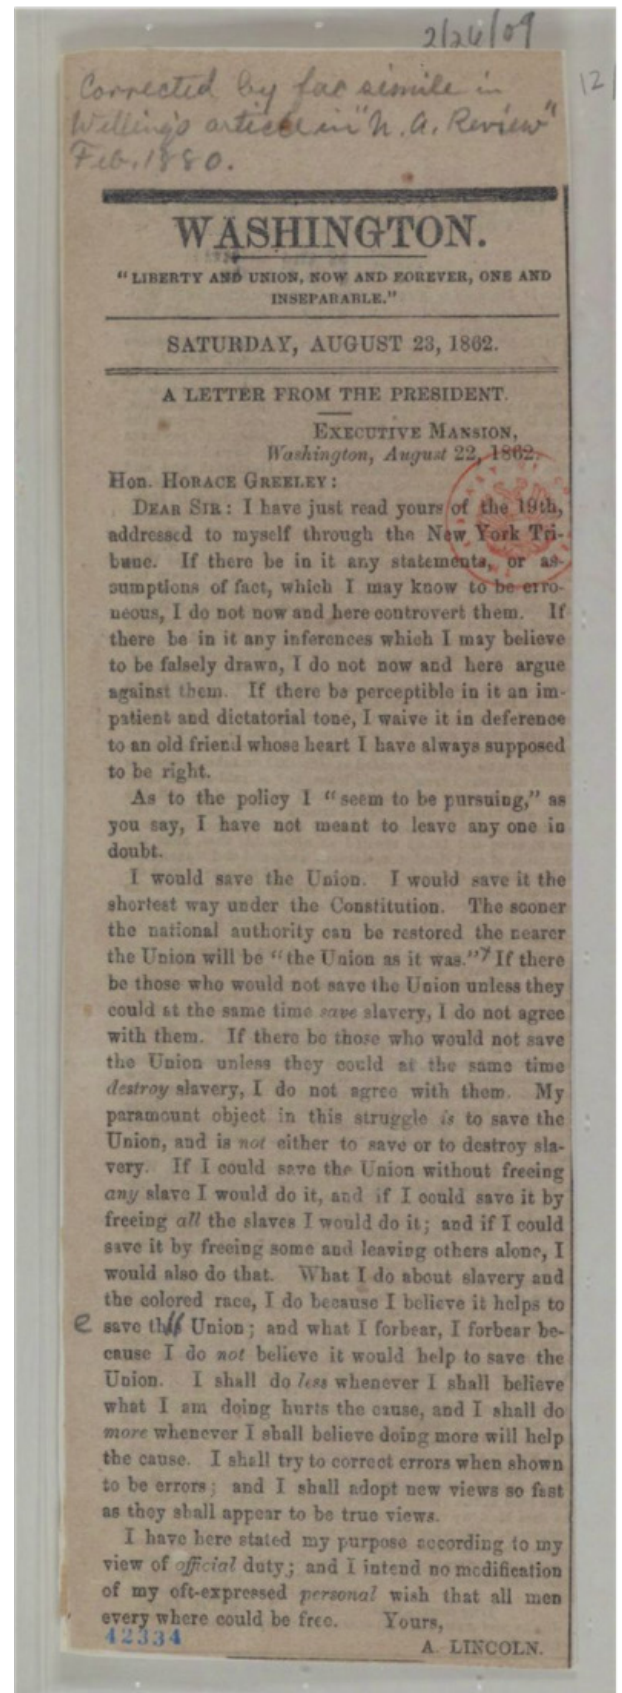 2/24/09
12/
Corrected by fac simile in
Welling's article in "N. A. Review"
Feb. 1880.
WASHINGTON.
"LIBERTY AND UNION, NOW AND FOREVER, ONE AND
INSEPARABLE."
SATURDAY, AUGUST 23, 1862.
A LETTER FROM THE PRESIDENT.
EXECUTIVE MANSION,
Washington, August 22, 1862.
Hon. HORACE GREELEY:
DEAR SIR: I have just read yours of the 19th,
addressed to myself through the New York Tri-
bune. If there be in it any statements, or as-
sumptions of fact, which I may know to be erro-
neous, I do not now and here controvert them. If
there be in it any inferences which I may believe
to be falsely drawn, I do not now and here argue
against them. If there be perceptible in it an im-
patient and dictatorial tone, I waive it in deference
to an old friend whose heart I have always supposed
to be right.
As to the policy I "seem to be pursuing," as
you say, I have not meant to leave any one in
doubt.
I would save the Union. I would save it the
shortest way under the Constitution. The sooner
the national authority can be restored the nearer
the Union will be "the Union as it was." If there
be those who would not save the Union unless they
could at the same time save slavery, I do not agree
with them. If there be those who would not save
the Union unless they could at the same time
destroy slavery, I do not agree with them. My
paramount object in this struggle is to save the
Union, and is not either to save or to destroy sla-
very. If I could save the Union without freeing
any slave I would do it, and if I could save it by
freeing all the slaves I would do it; and if I could
save it by freeing some and leaving others alone, I
would also do that. What I do about slavery and
the colored race, I do because I believe it helps to
e save the Union; and what I forbear, I forbear be-
cause I do not believe it would help to save the
Union. I shall do less whenever I shall believe
what I am doing hurts the cause, and I shall do
more whenever I shall believe doing more will help
the cause. I shall try to correct errors when shown
to be errors; and I shall adopt new views so fast
as they shall appear to be true views.
I have here stated my purpose according to my
view of official duty; and I intend no modification
of my oft-expressed personal wish that all men
every where could be free. Yours,
42334
A. LINCOLN.